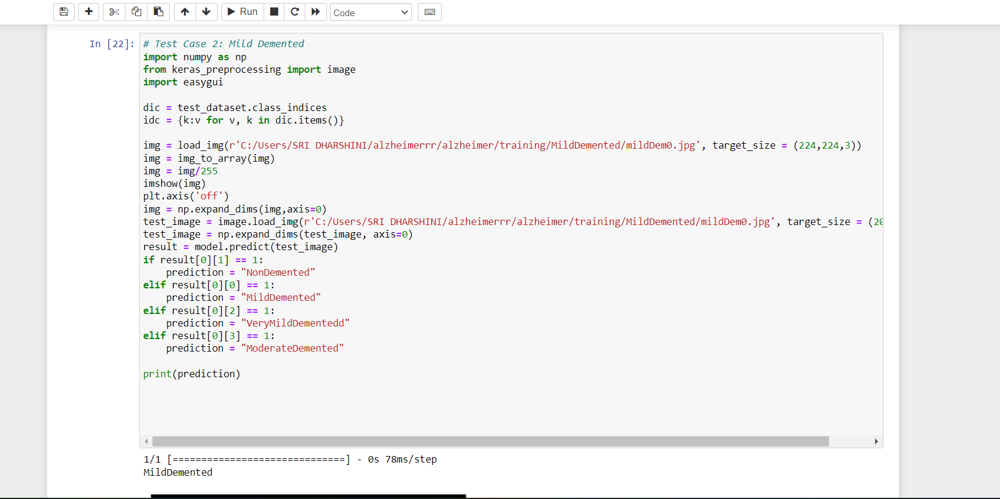 Run
Code
In [22]:
# Test Case 2: Mild Demented
import numpy as np
from keras_preprocessing import image
import easygui
dic = test_dataset.class_indices
idc = {k:v for v, k in dic.items()}
img = load_img(r'C:/Users/SRI DHARSHINI/alzheimerrr/alzheimer/training/MildDemented/mildDem0.jpg', target_size = (224,224,3))
img = img_to_array(img)
img = img/255
imshow(img)
plt.axis('off')
img = np.expand_dims(img,axis=0)
test_image = image.load_img(r'C:/Users/SRI DHARSHINI/alzheimerrr/alzheimer/training/MildDemented/mildDem0.jpg', target_size = (20
test_image = np.expand_dims(test_image, axis=0)
result = model.predict(test_image)
if result[0][1] == 1:
    prediction = "NonDemented"
elif result[0][0] == 1:
    prediction = "MildDemented"
elif result[0][2] == 1:
    prediction = "VeryMildDementedd"
elif result[0][3] == 1:
    prediction = "ModerateDemented"
print(prediction)
1/1 [==============================] - 0s 78ms/step
MildDemented